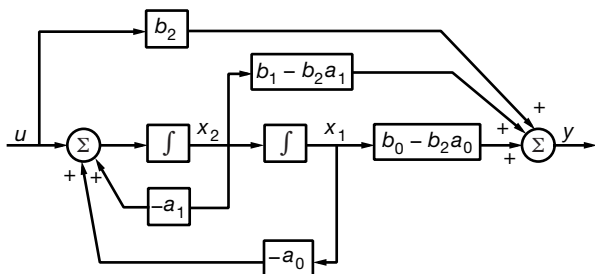 b₂
b₁ – b₂a₁
+
u
Σ
∫
x₂
∫
x₁
b₀ – b₂a₀
+
+
Σ
y
+
+
–a₁
–a₀